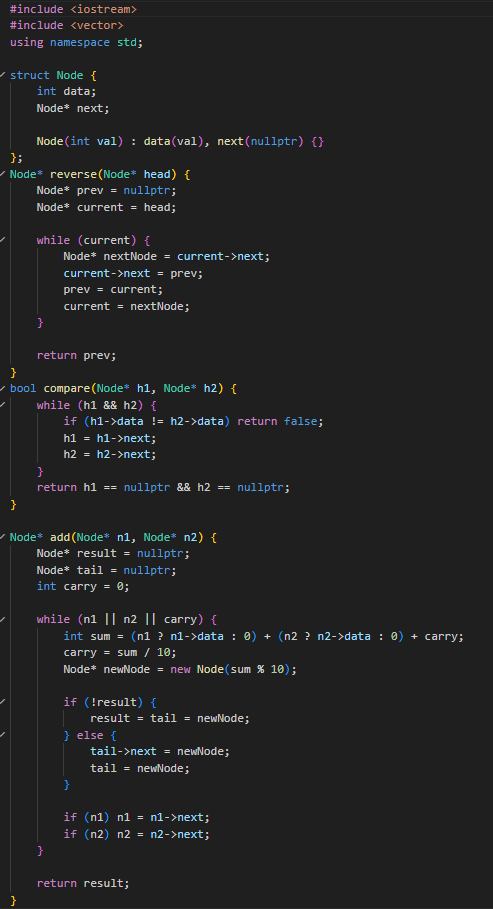 #include <iostream>
#include <vector>
using namespace std;

struct Node {
    int data;
    Node* next;

    Node(int val) : data(val), next(nullptr) {}
};
Node* reverse(Node* head) {
    Node* prev = nullptr;
    Node* current = head;

    while (current) {
        Node* nextNode = current->next;
        current->next = prev;
        prev = current;
        current = nextNode;
    }

    return prev;
}
bool compare(Node* h1, Node* h2) {
    while (h1 && h2) {
        if (h1->data != h2->data) return false;
        h1 = h1->next;
        h2 = h2->next;
    }
    return h1 == nullptr && h2 == nullptr;
}

Node* add(Node* n1, Node* n2) {
    Node* result = nullptr;
    Node* tail = nullptr;
    int carry = 0;

    while (n1 || n2 || carry) {
        int sum = (n1 ? n1->data : 0) + (n2 ? n2->data : 0) + carry;
        carry = sum / 10;
        Node* newNode = new Node(sum % 10);

        if (!result) {
            result = tail = newNode;
        } else {
            tail->next = newNode;
            tail = newNode;
        }

        if (n1) n1 = n1->next;
        if (n2) n2 = n2->next;
    }

    return result;
}